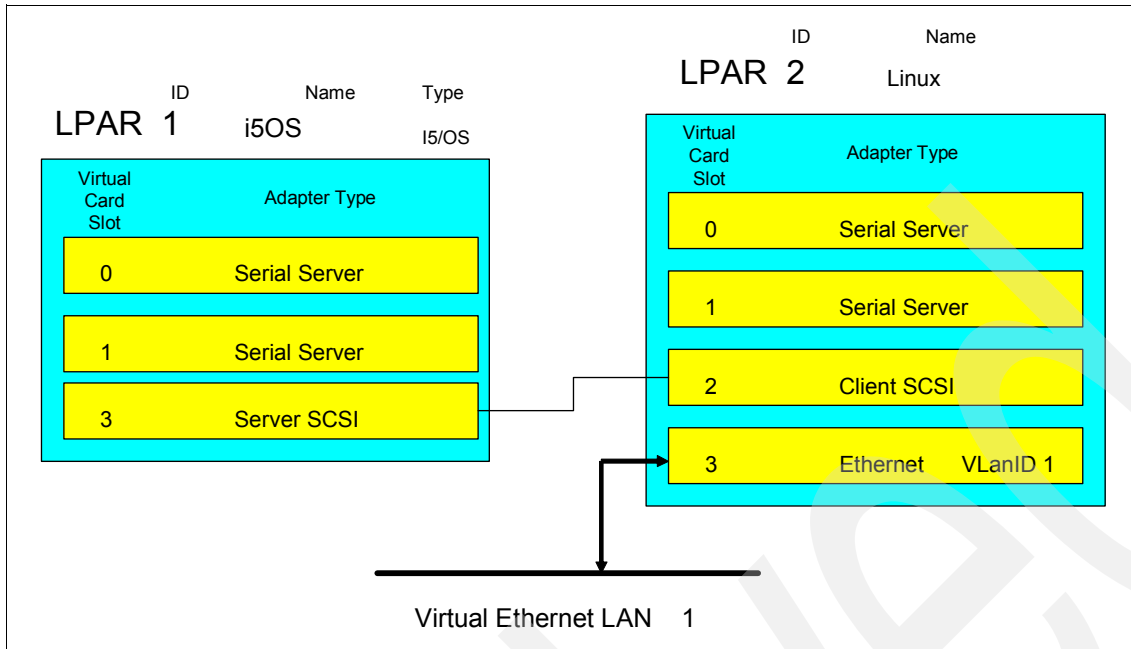 ID Name Type
LPAR 1 i5OS I5/OS
Virtual Card Slot Adapter Type
0 Serial Server
1 Serial Server
3 Server SCSI
ID Name
LPAR 2 Linux
Virtual Card Slot Adapter Type
0 Serial Server
1 Serial Server
2 Client SCSI
3 Ethernet VLanID 1
Virtual Ethernet LAN 1